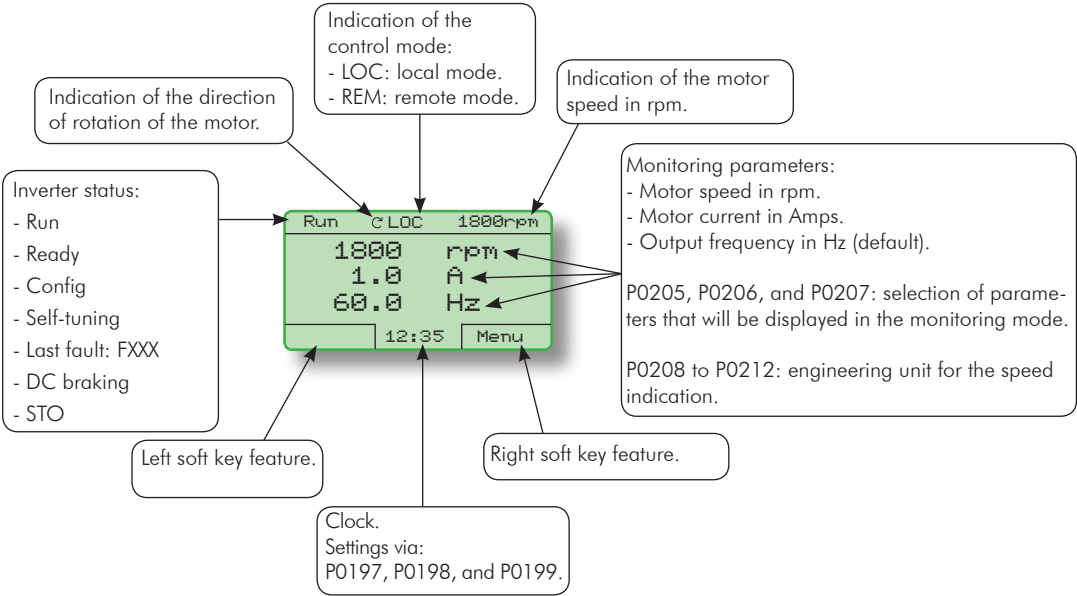 Indication of the
control mode:
- LOC: local mode.
- REM: remote mode.
Indication of the motor
speed in rpm.
Indication of the direction
of rotation of the motor.
Monitoring parameters:
- Motor speed in rpm.
- Motor current in Amps.
- Output frequency in Hz (default).
P0205, P0206, and P0207: selection of parame-
ters that will be displayed in the monitoring mode.
P0208 to P0212: engineering unit for the speed
indication.
Inverter status:
- Run
- Ready
- Config
- Self-tuning
- Last fault: FXXX
- DC braking
- STO
Run LOC 1800rpm
1800 rpm
1.0 A
60.0 Hz
12:35 Menu
Left soft key feature.
Right soft key feature.
Clock.
Settings via:
P0197, P0198, and P0199.